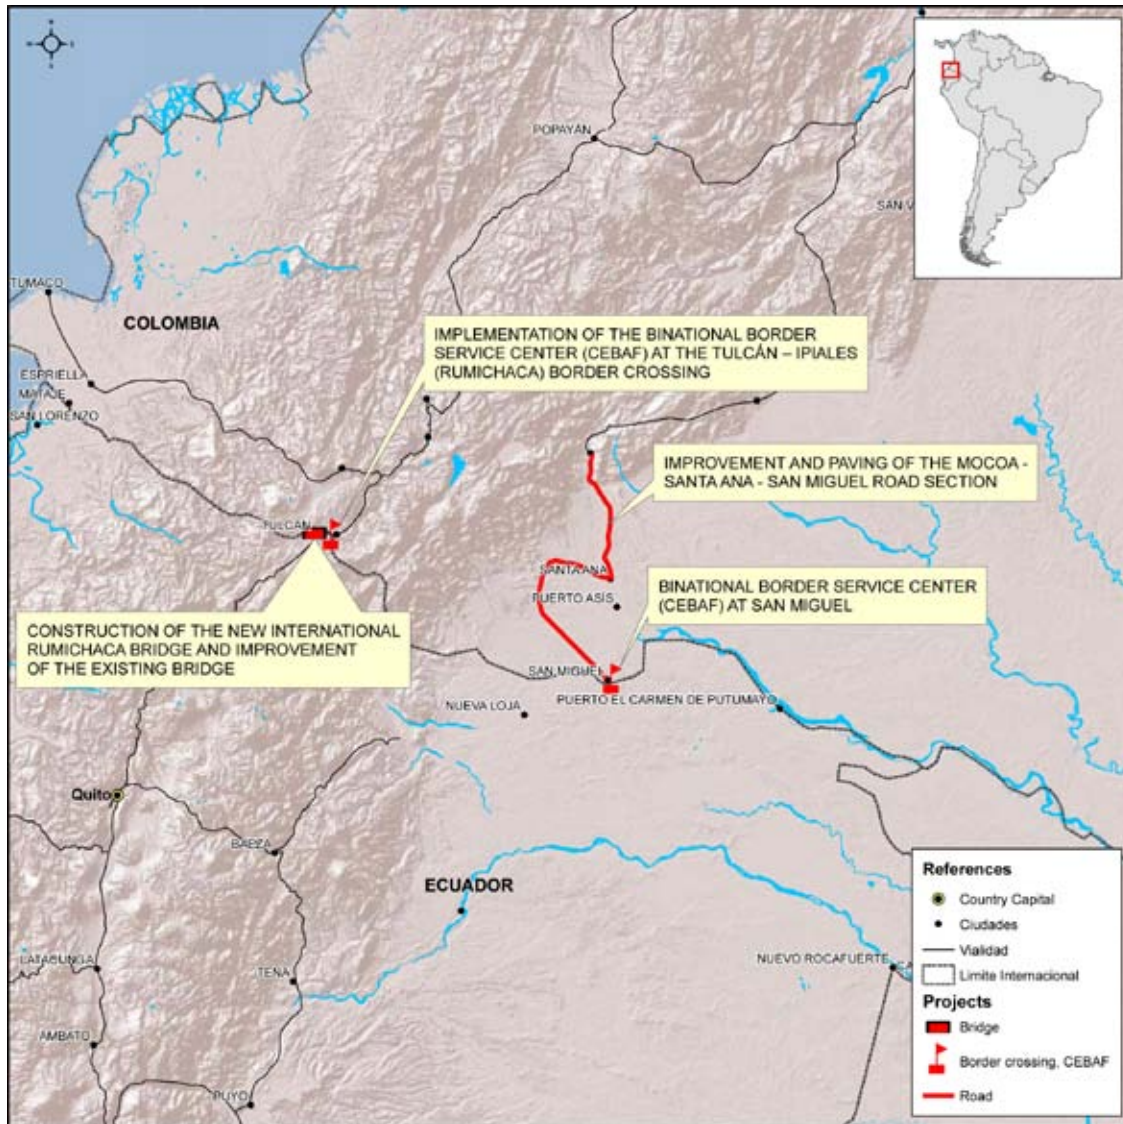 N
E
S
POPAYÁN
SAN V
TUMACO
COLOMBIA
IMPLEMENTATION OF THE BINATIONAL BORDER
SERVICE CENTER (CEBAF) AT THE TULCÁN – IPIALES
(RUMICHACA) BORDER CROSSING
ESPRIELLA
MATAJE
SAN LORENZO
IMPROVEMENT AND PAVING OF THE MOCOA -
SANTA ANA - SAN MIGUEL ROAD SECTION
TULCÁN
SANTA ANA
PUERTO ASÍS
BINATIONAL BORDER SERVICE CENTER
(CEBAF) AT SAN MIGUEL
CONSTRUCTION OF THE NEW INTERNATIONAL
RUMICHACA BRIDGE AND IMPROVEMENT
OF THE EXISTING BRIDGE
SAN MIGUEL
PUERTO EL CARMEN DE PUTUMAYO
NUEVA LOJA
Quito
BAEZA
ECUADOR
LATACUNGA
TENA
NUEVO ROCAFUERTE
AMBATO
PUYO
References
Country Capital
Ciudades
Vialidad
Limite Internacional
Projects
Bridge
Border crossing, CEBAF
Road